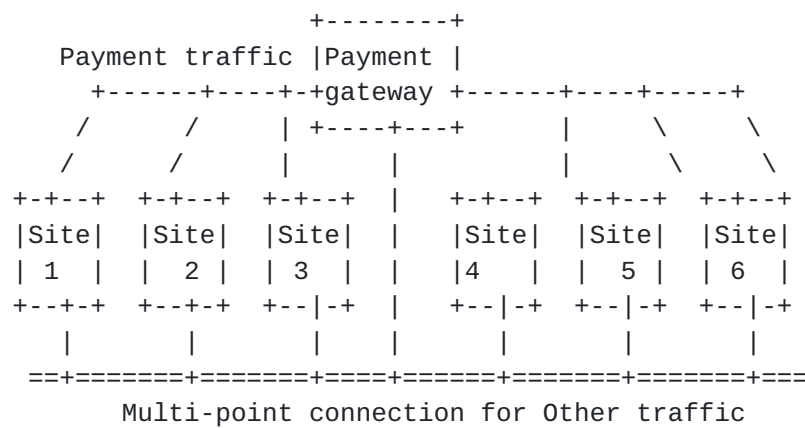 +--------+
   Payment traffic |Payment |
     +------+----+-+gateway +------+----+-----+
    /      /     | +----+---+      |     \     \
   /      /      |      |          |      \     \
+-+--+  +-+--+  +-+--+  |   +-+--+  +-+--+  +-+--+
|Site|  |Site|  |Site|  |   |Site|  |Site|  |Site|
| 1  |  |  2 |  | 3  |  |   |4   |  |  5 |  | 6  |
+--+-+  +--+-+  +--|-+  |   +--|-+  +--|-+  +--|-+
   |       |       |    |      |       |       |
 ==+=======+=======+====+======+=======+=======+===
       Multi-point connection for Other traffic